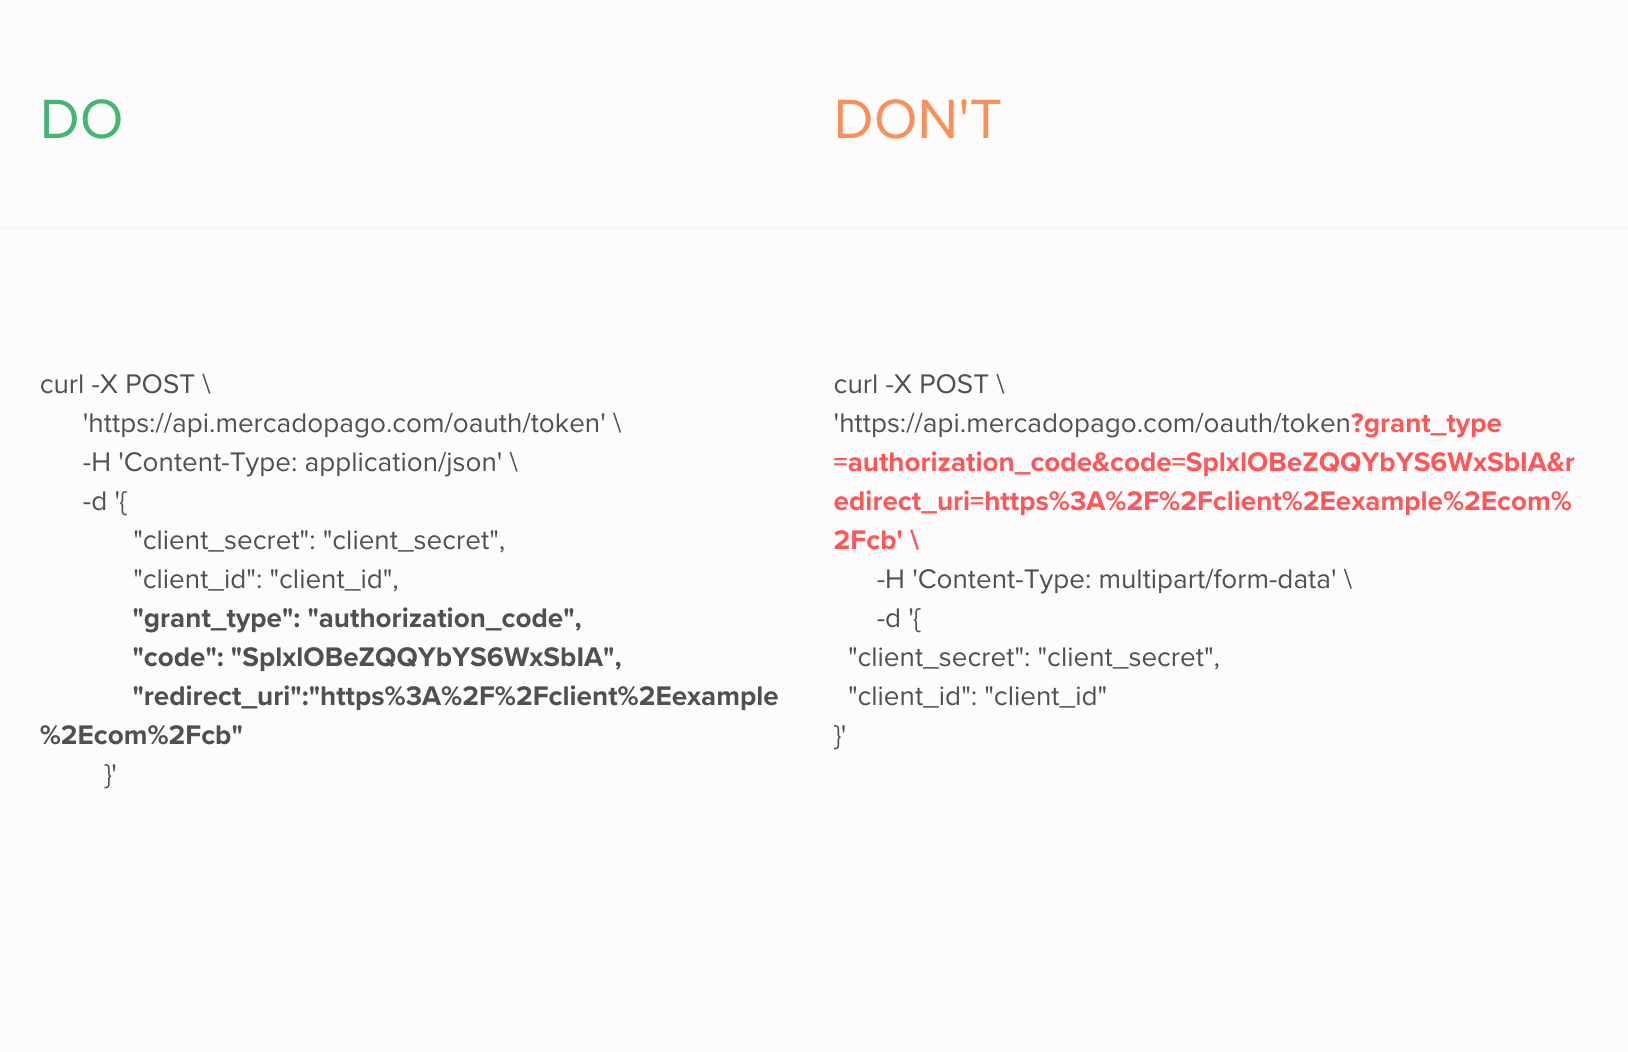 DO
DON'T
curl -X POST \
'https://api.mercadopago.com/oauth/token' \
-H 'Content-Type: application/json' \
-d '{
"client_secret": "client_secret",
"client_id": "client_id",
"grant_type": "authorization_code",
"code": "SplxlOBeZQQYbYS6WxSbIA",
"redirect_uri":"https%3A%2F%2Fclient%2Eexample
%2Ecom%2Fcb"
}'
curl -X POST \
'https://api.mercadopago.com/oauth/token?grant_type
=authorization_code&code=SplxlOBeZQQYbYS6WxSbIA&r
edirect_uri=https%3A%2F%2Fclient%2Eexample%2Ecom%
2Fcb' \
-H 'Content-Type: multipart/form-data' \
-d '{
"client_secret": "client_secret",
"client_id": "client_id"
}'